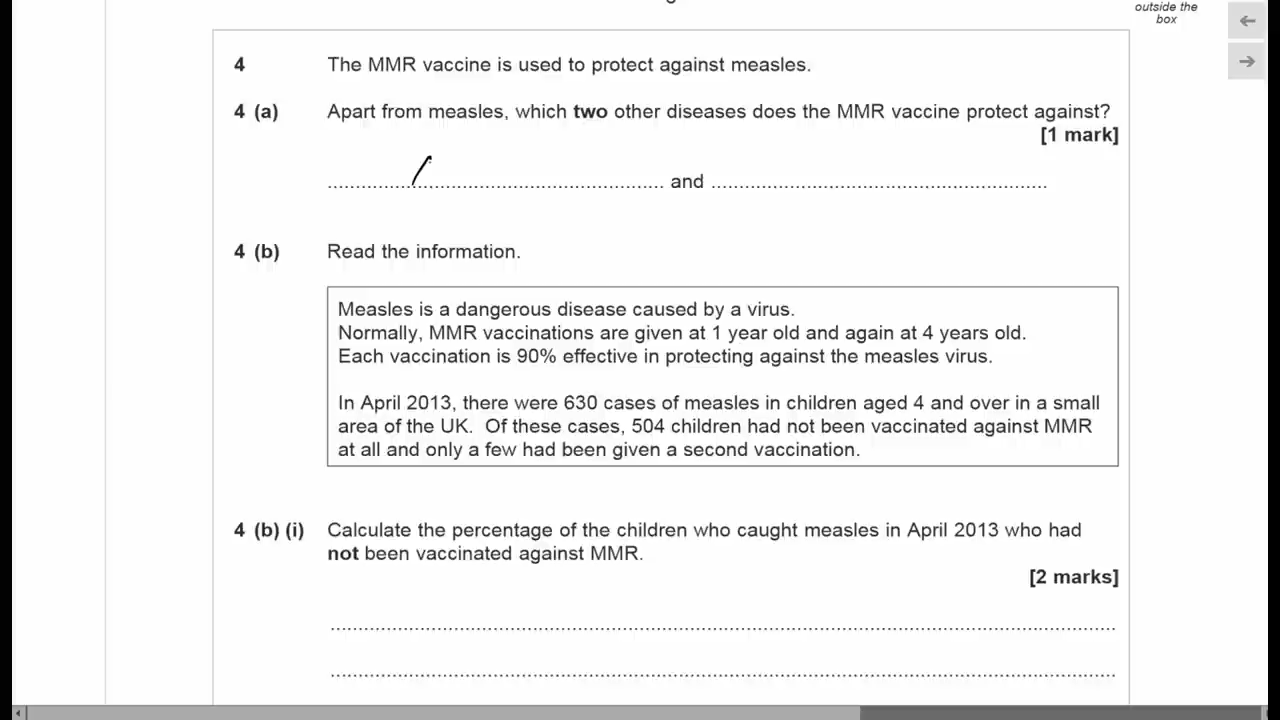 outside the
box
4 The MMR vaccine is used to protect against measles.
4 (a) Apart from measles, which two other diseases does the MMR vaccine protect against?
[1 mark]
and
4 (b) Read the information.
Measles is a dangerous disease caused by a virus.
Normally, MMR vaccinations are given at 1 year old and again at 4 years old.
Each vaccination is 90% effective in protecting against the measles virus.
In April 2013, there were 630 cases of measles in children aged 4 and over in a small
area of the UK. Of these cases, 504 children had not been vaccinated against MMR
at all and only a few had been given a second vaccination.
4 (b) (i) Calculate the percentage of the children who caught measles in April 2013 who had
not been vaccinated against MMR.
[2 marks]